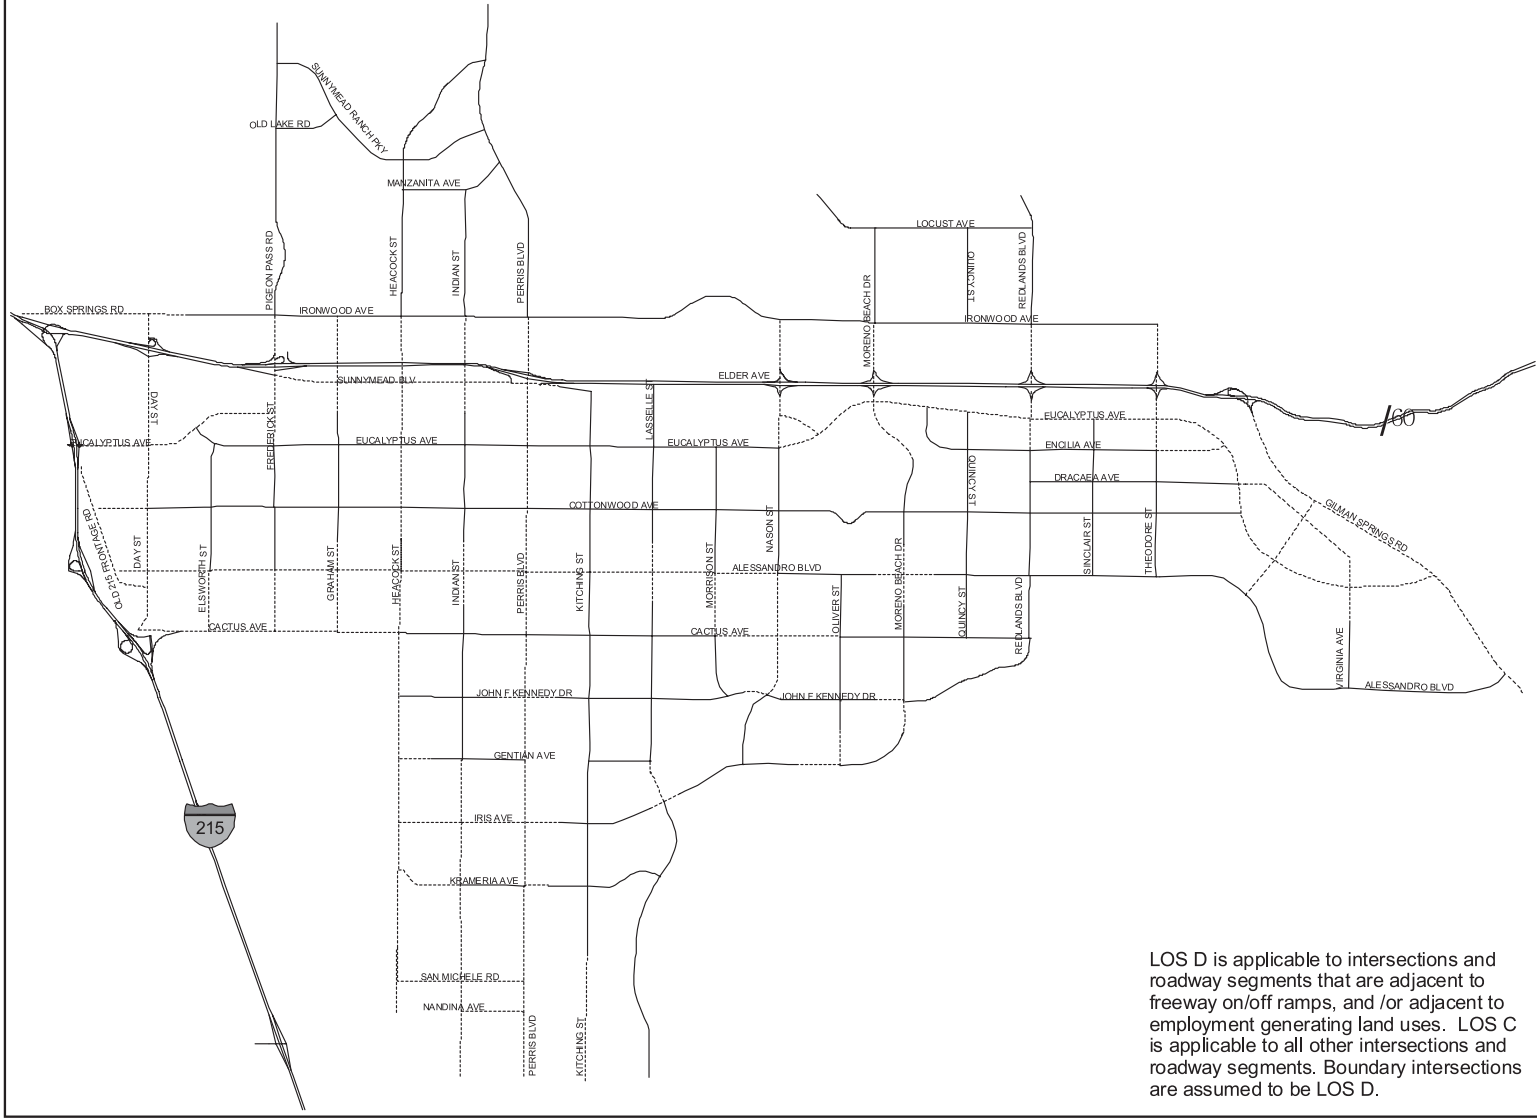 SUNNYMEAD RANCH PKY
OLD LAKE RD
MANZANITA AVE
LOCUST AVE
PIGEON PASS RD
HEACOCK ST
INDIAN ST
PERRIS BLVD
MORENO BEACH DR
QUINCY ST
REDLANDS BLVD
BOX SPRINGS RD
IRONWOOD AVE
IRONWOOD AVE
SUNNYMEAD BLV
ELDER AVE
DAY ST
FREDERICK ST
LASSELLE ST
EUCALYPTUS AVE
EUCALYPTUS AVE
EUCALYPTUS AVE
EUCALYPTUS AVE
60
ENCILIA AVE
QUINCY ST
DRACAEA AVE
COTTONWOOD AVE
NASON ST
GILMAN SPRINGS RD
OLD 215 FRONTAGE RD
DAY ST
ELSWORTH ST
GRAHAM ST
HEACOCK ST
INDIAN ST
PERRIS BLVD
KITCHING ST
MORRISON ST
ALESSANDRO BLVD
OLIVER ST
MORENO BEACH DR
QUINCY ST
REDLANDS BLVD
SINCLAIR ST
THEODORE ST
CACTUS AVE
CACTUS AVE
VIRGINIA AVE
JOHN F KENNEDY DR
JOHN F KENNEDY DR
ALESSANDRO BLVD
GENTIAN AVE
215
IRIS AVE
KRAMERIA AVE
SAN MICHELE RD
NANDINA AVE
PERRIS BLVD
KITCHING ST
LOS D is applicable to intersections and
roadway segments that are adjacent to
freeway on/off ramps, and /or adjacent to
employment generating land uses.  LOS C
is applicable to all other intersections and
roadway segments. Boundary intersections
are assumed to be LOS D.